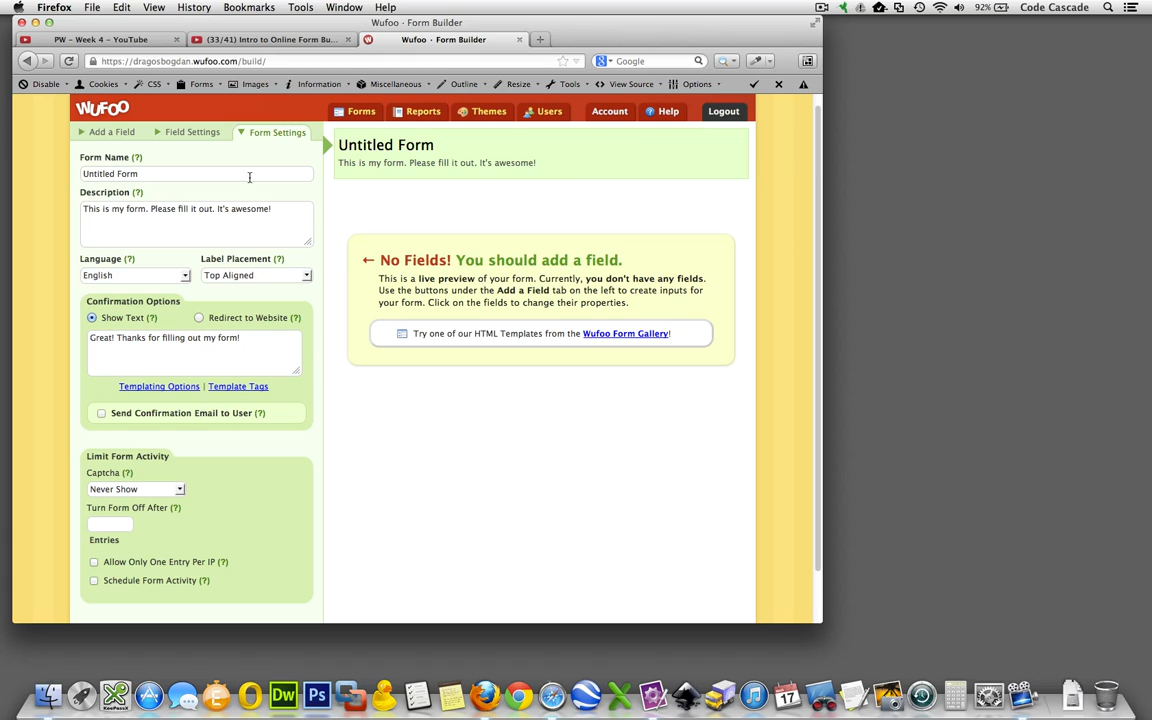 Firefox File Edit View History Bookmarks Tools Window Help 92% Code Cascade
Wufoo · Form Builder
PW - Week 4 - YouTube (33/41) Intro to Online Form Bu... Wufoo · Form Builder
https://dragosbogdan.wufoo.com/build/ Google
Disable Cookies CSS Forms Images Information Miscellaneous Outline Resize Tools View Source Options
WUFOO Forms Reports Themes Users Account Help Logout
Add a Field Field Settings Form Settings
Form Name (?)
Untitled Form
Description (?)
This is my form. Please fill it out. It's awesome!
Language (?) Label Placement (?)
English Top Aligned
Confirmation Options
Show Text (?) Redirect to Website (?)
Great! Thanks for filling out my form!
Templating Options | Template Tags
Send Confirmation Email to User (?)
Limit Form Activity
Captcha (?)
Never Show
Turn Form Off After (?)
Entries
Allow Only One Entry Per IP (?)
Schedule Form Activity (?)
Untitled Form
This is my form. Please fill it out. It's awesome!
← No Fields! You should add a field.
This is a live preview of your form. Currently, you don't have any fields.
Use the buttons under the Add a Field tab on the left to create inputs for
your form. Click on the fields to change their properties.
Try one of our HTML Templates from the Wufoo Form Gallery!
Dw Ps 17